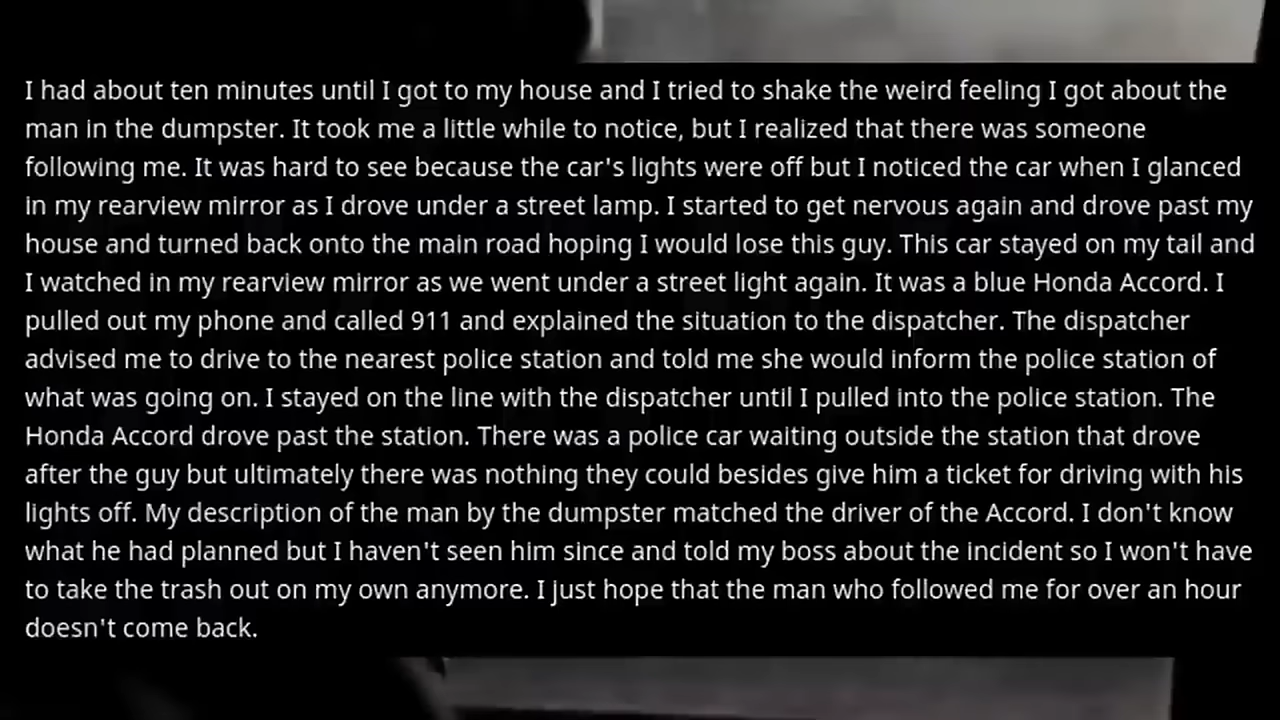 I had about ten minutes until I got to my house and I tried to shake the weird feeling I got about the
man in the dumpster. It took me a little while to notice, but I realized that there was someone
following me. It was hard to see because the car's lights were off but I noticed the car when I glanced
in my rearview mirror as I drove under a street lamp. I started to get nervous again and drove past my
house and turned back onto the main road hoping I would lose this guy. This car stayed on my tail and
I watched in my rearview mirror as we went under a street light again. It was a blue Honda Accord. I
pulled out my phone and called 911 and explained the situation to the dispatcher. The dispatcher
advised me to drive to the nearest police station and told me she would inform the police station of
what was going on. I stayed on the line with the dispatcher until I pulled into the police station. The
Honda Accord drove past the station. There was a police car waiting outside the station that drove
after the guy but ultimately there was nothing they could besides give him a ticket for driving with his
lights off. My description of the man by the dumpster matched the driver of the Accord. I don't know
what he had planned but I haven't seen him since and told my boss about the incident so I won't have
to take the trash out on my own anymore. I just hope that the man who followed me for over an hour
doesn't come back.